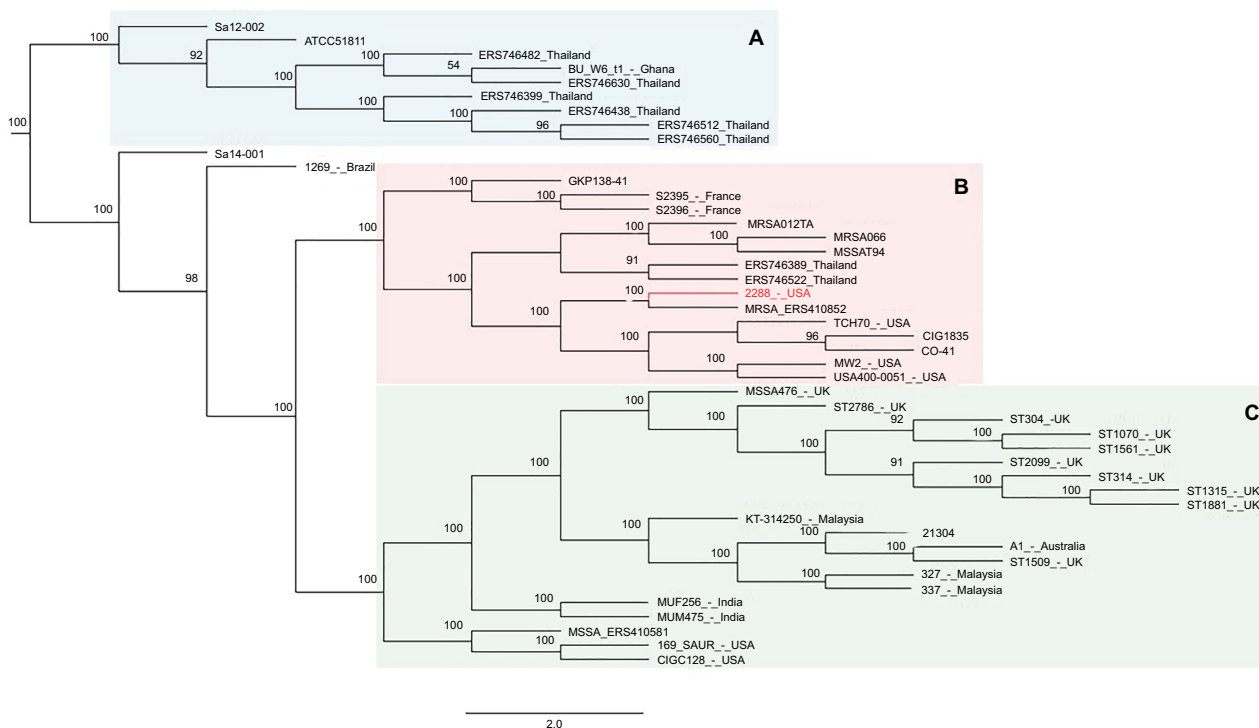 Sa12-002
A
100
ATCC51811
92
ERS746482_Thailand
100
54
BU_W6_t1_-_Ghana
100
ERS746630_Thailand
ERS746399_Thailand
100
ERS746438_Thailand
100
ERS746512_Thailand
96
100
ERS746560_Thailand
Sa14-001
1269_-_Brazil
GKP138-41
B
100
S2395_-_France
100
100
S2396_-_France
100
MRSA012TA
100
MRSA066
100
MSSAT94
ERS746389_Thailand
91
98
ERS746522_Thailand
100
100
2288_-_USA
100
MRSA_ERS410852
TCH70_-_USA
100
CIG1835
96
100
CO-41
MW2_-_USA
100
USA400-0051_-_USA
MSSA476_-_UK
100
ST2786_-_UK
C
100
92
ST304_-UK
100
ST1070_-_UK
100
ST1561_-_UK
91
ST2099_-_UK
100
ST314_-_UK
100
100
ST1315_-_UK
ST1881_-_UK
KT-314250_-_Malaysia
100
100
21304
100
A1_-_Australia
100
ST1509_-_UK
100
327_-_Malaysia
100
337_-_Malaysia
MUF256_-_India
100
MUM475_-_India
MSSA_ERS410581
100
169_SAUR_-_USA
100
CIGC128_-_USA
2.0